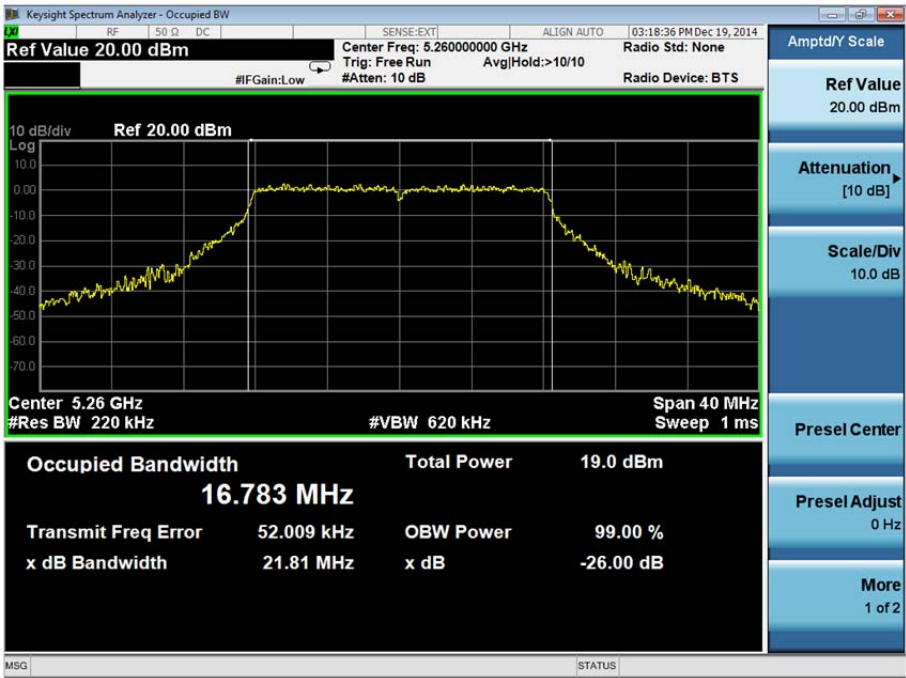 Keysight Spectrum Analyzer - Occupied BW
LXI RF 50 Ω DC SENSE:EXT ALIGN AUTO 03:18:36 PM Dec 19, 2014
Ref Value 20.00 dBm
Center Freq: 5.260000000 GHz
Radio Std: None
Trig: Free Run Avg|Hold:>10/10
#IFGain:Low #Atten: 10 dB Radio Device: BTS
10 dB/div Ref 20.00 dBm
Log
10.0
0.00
-10.0
-20.0
-30.0
-40.0
-50.0
-60.0
-70.0
Center 5.26 GHz Span 40 MHz
#Res BW 220 kHz #VBW 620 kHz Sweep 1 ms
Occupied Bandwidth Total Power 19.0 dBm
16.783 MHz
Transmit Freq Error 52.009 kHz OBW Power 99.00 %
x dB Bandwidth 21.81 MHz x dB -26.00 dB
MSG STATUS
Amptd/Y Scale
Ref Value
20.00 dBm
Attenuation
[10 dB]
Scale/Div
10.0 dB
Presel Center
Presel Adjust
0 Hz
More
1 of 2